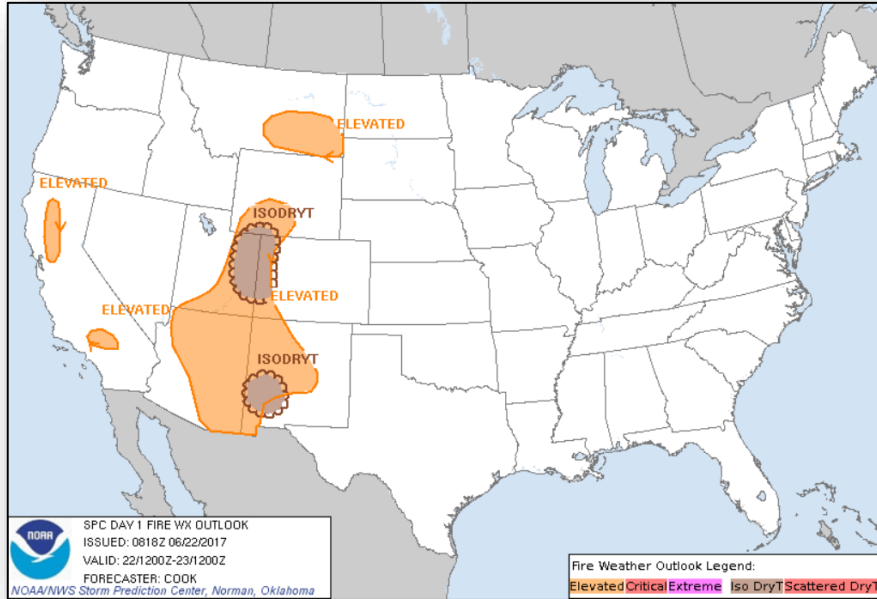 ELEVATED
ELEVATED
ISODRYT
ELEVATED
ELEVATED
ISODRYT
NOAA
SPC DAY 1 FIRE WX OUTLOOK
ISSUED: 0818Z 06/22/2017
VALID: 22/1200Z-23/1200Z
FORECASTER: COOK
NOAA/NWS Storm Prediction Center, Norman, Oklahoma
Fire Weather Outlook Legend:
Elevated Critical Extreme Iso DryT Scattered DryT